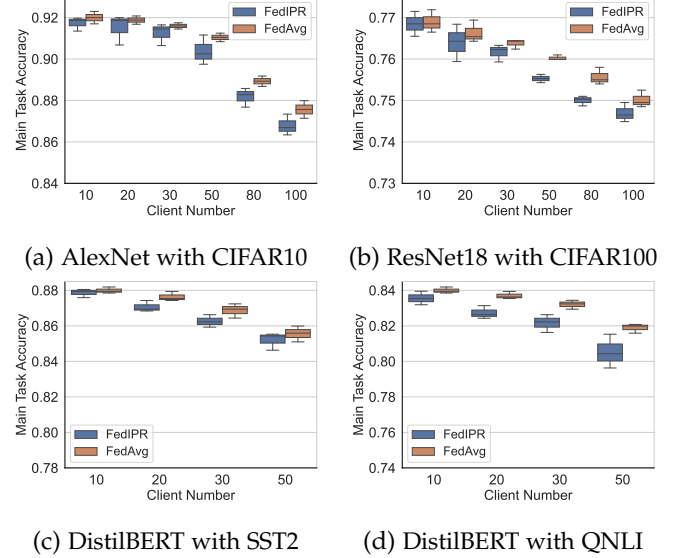 0.92
0.90
0.88
0.86
0.84
Main Task Accuracy
10 20 30 50 80 100
Client Number
FedIPR
FedAvg
(a) AlexNet with CIFAR10
0.77
0.76
0.75
0.74
0.73
Main Task Accuracy
10 20 30 50 80 100
Client Number
FedIPR
FedAvg
(b) ResNet18 with CIFAR100
0.88
0.86
0.84
0.82
0.80
0.78
Main Task Accuracy
FedIPR
FedAvg
10 20 30 50
Client Number
(c) DistilBERT with SST2
0.84
0.82
0.80
0.78
0.76
0.74
Main Task Accuracy
FedIPR
FedAvg
10 20 30 50
Client Number
(d) DistilBERT with QNLI